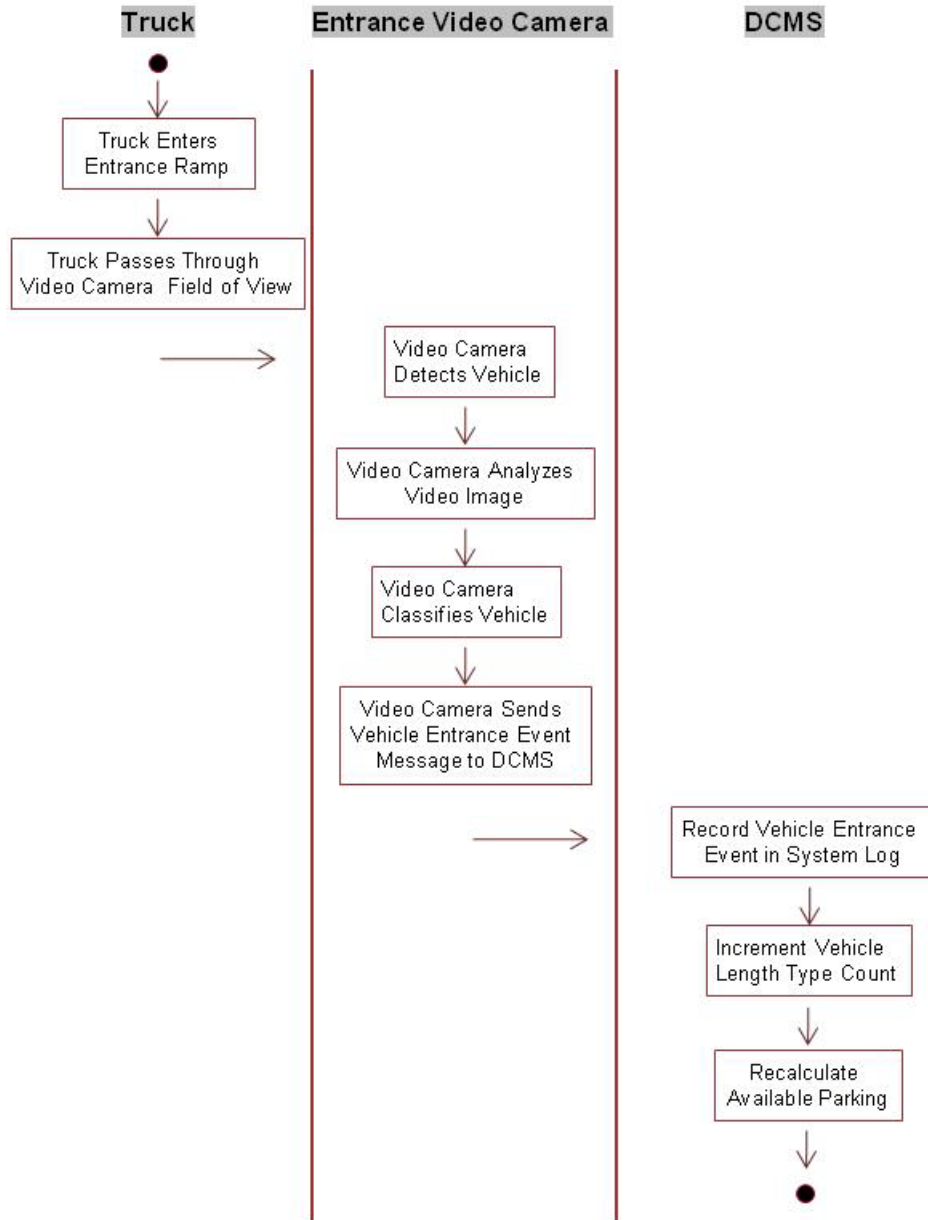 Truck
Entrance Video Camera
DCMS
Truck Enters
Entrance Ramp
Truck Passes Through
Video Camera Field of View
Video Camera
Detects Vehicle
Video Camera Analyzes
Video Image
Video Camera
Classifies Vehicle
Video Camera Sends
Vehicle Entrance Event
Message to DCMS
Record Vehicle Entrance
Event in System Log
Increment Vehicle
Length Type Count
Recalculate
Available Parking